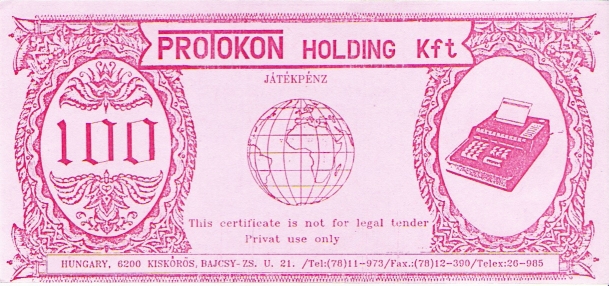 PROTOKON HOLDING Kft
JÁTÉKPÉNZ
100
This certificate is not for legal tender
Privat use only
HUNGARY, 6200 KISKŐRÖS, BAJCSY-ZS. U. 21. /Tel:(78)11-973/Fax.:(78)12-390/Telex:26-985